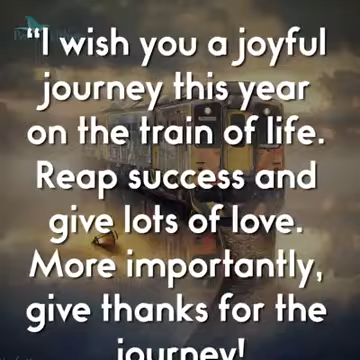 “I wish you a joyful
journey this year
on the train of life.
Reap success and
give lots of love.
More importantly,
give thanks for the
journey!